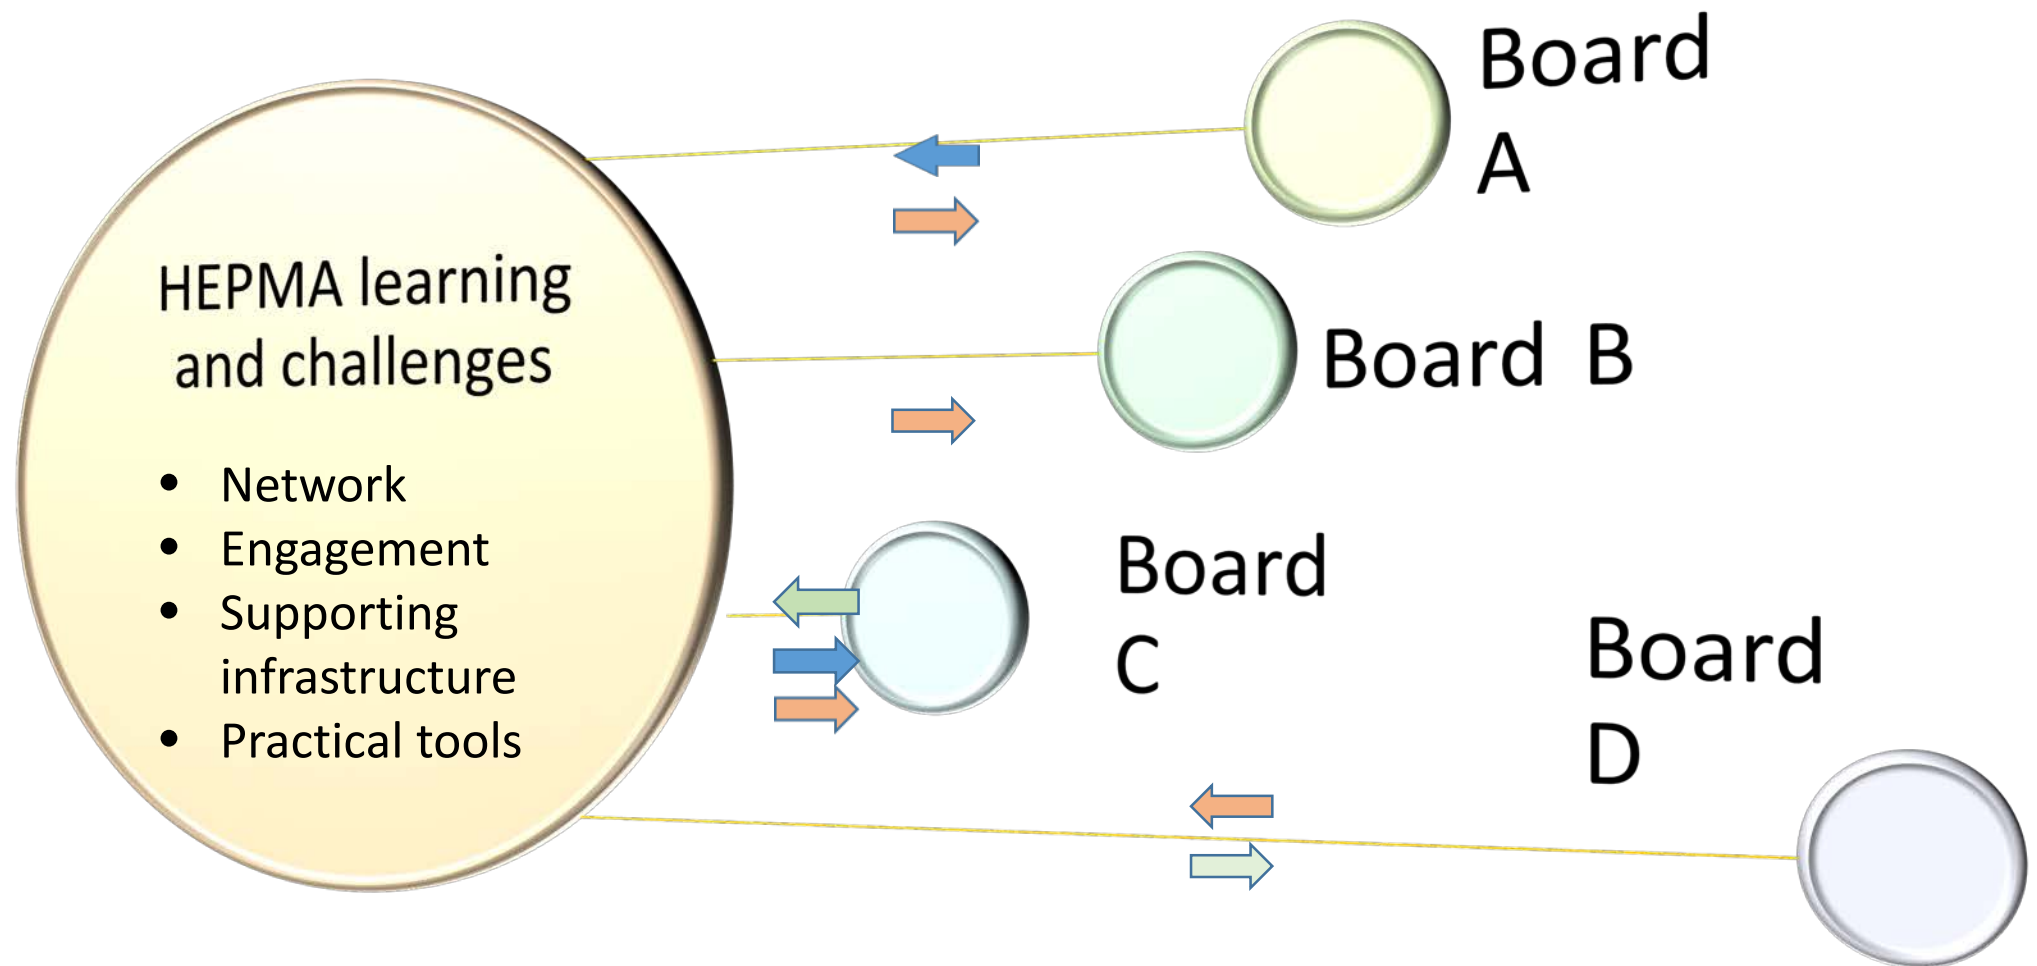 HEPMA learning
and challenges
• Network
• Engagement
• Supporting
infrastructure
• Practical tools
Board
A
Board B
Board
C
Board
D